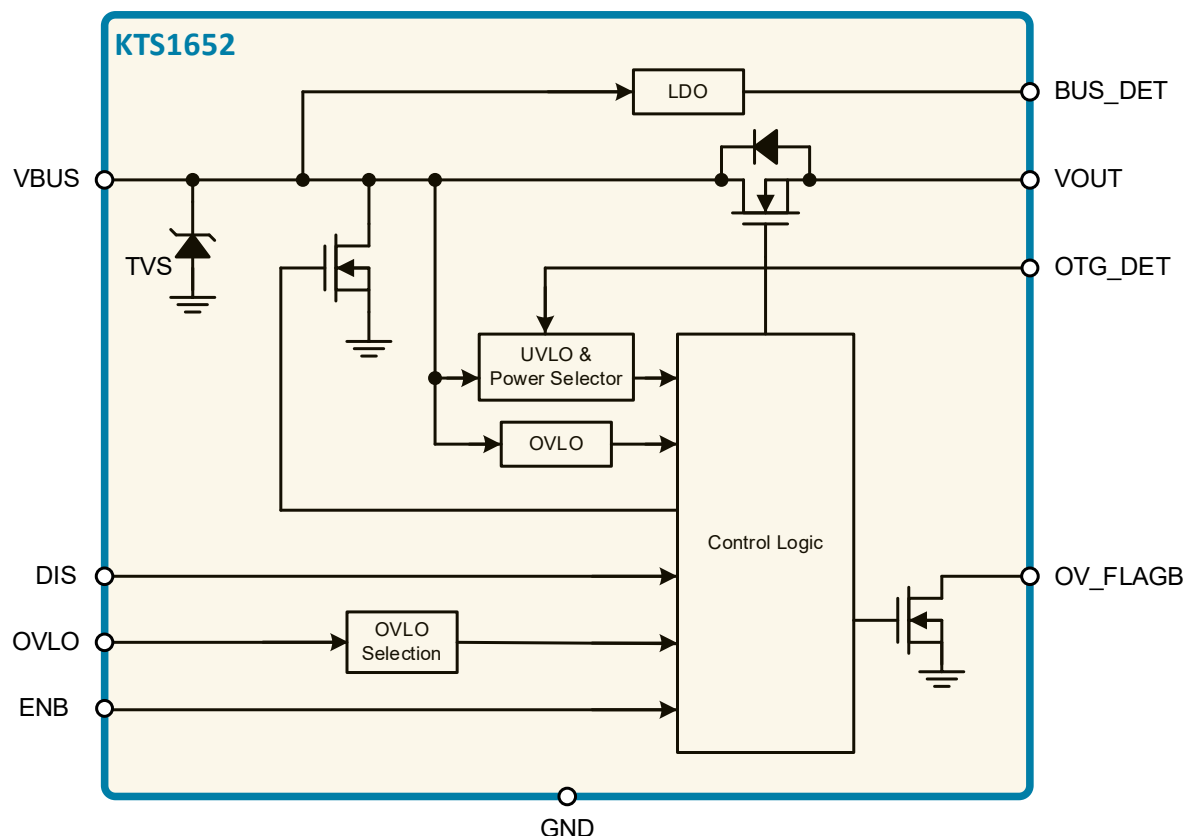 KTS1652
LDO
BUS_DET
VBUS
VOUT
TVS
OTG_DET
UVLO &
Power Selector
OVLO
Control Logic
DIS
OV_FLAGB
OVLO
OVLO
Selection
ENB
GND